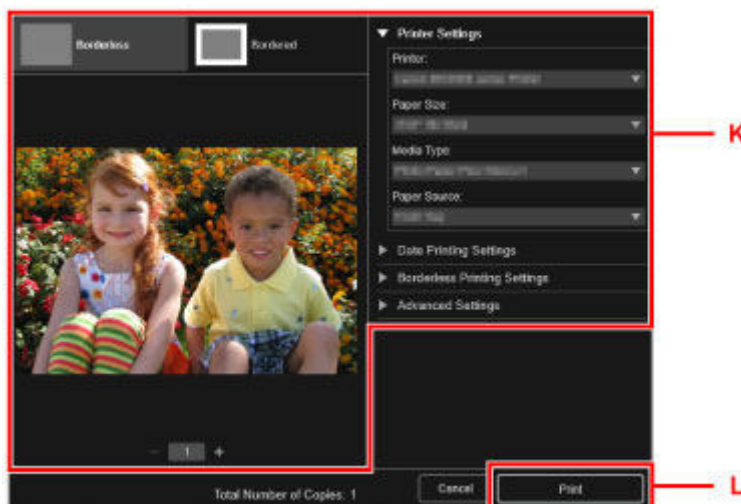 Borderless
Bordered
Printer Settings
Printer:
Paper Size:
Media Type
Paper Source:
Date Printing Settings
Borderless Printing Settings
Advanced Settings
K
- 1 +
Total Number of Copies: 1
Cancel
Print
L